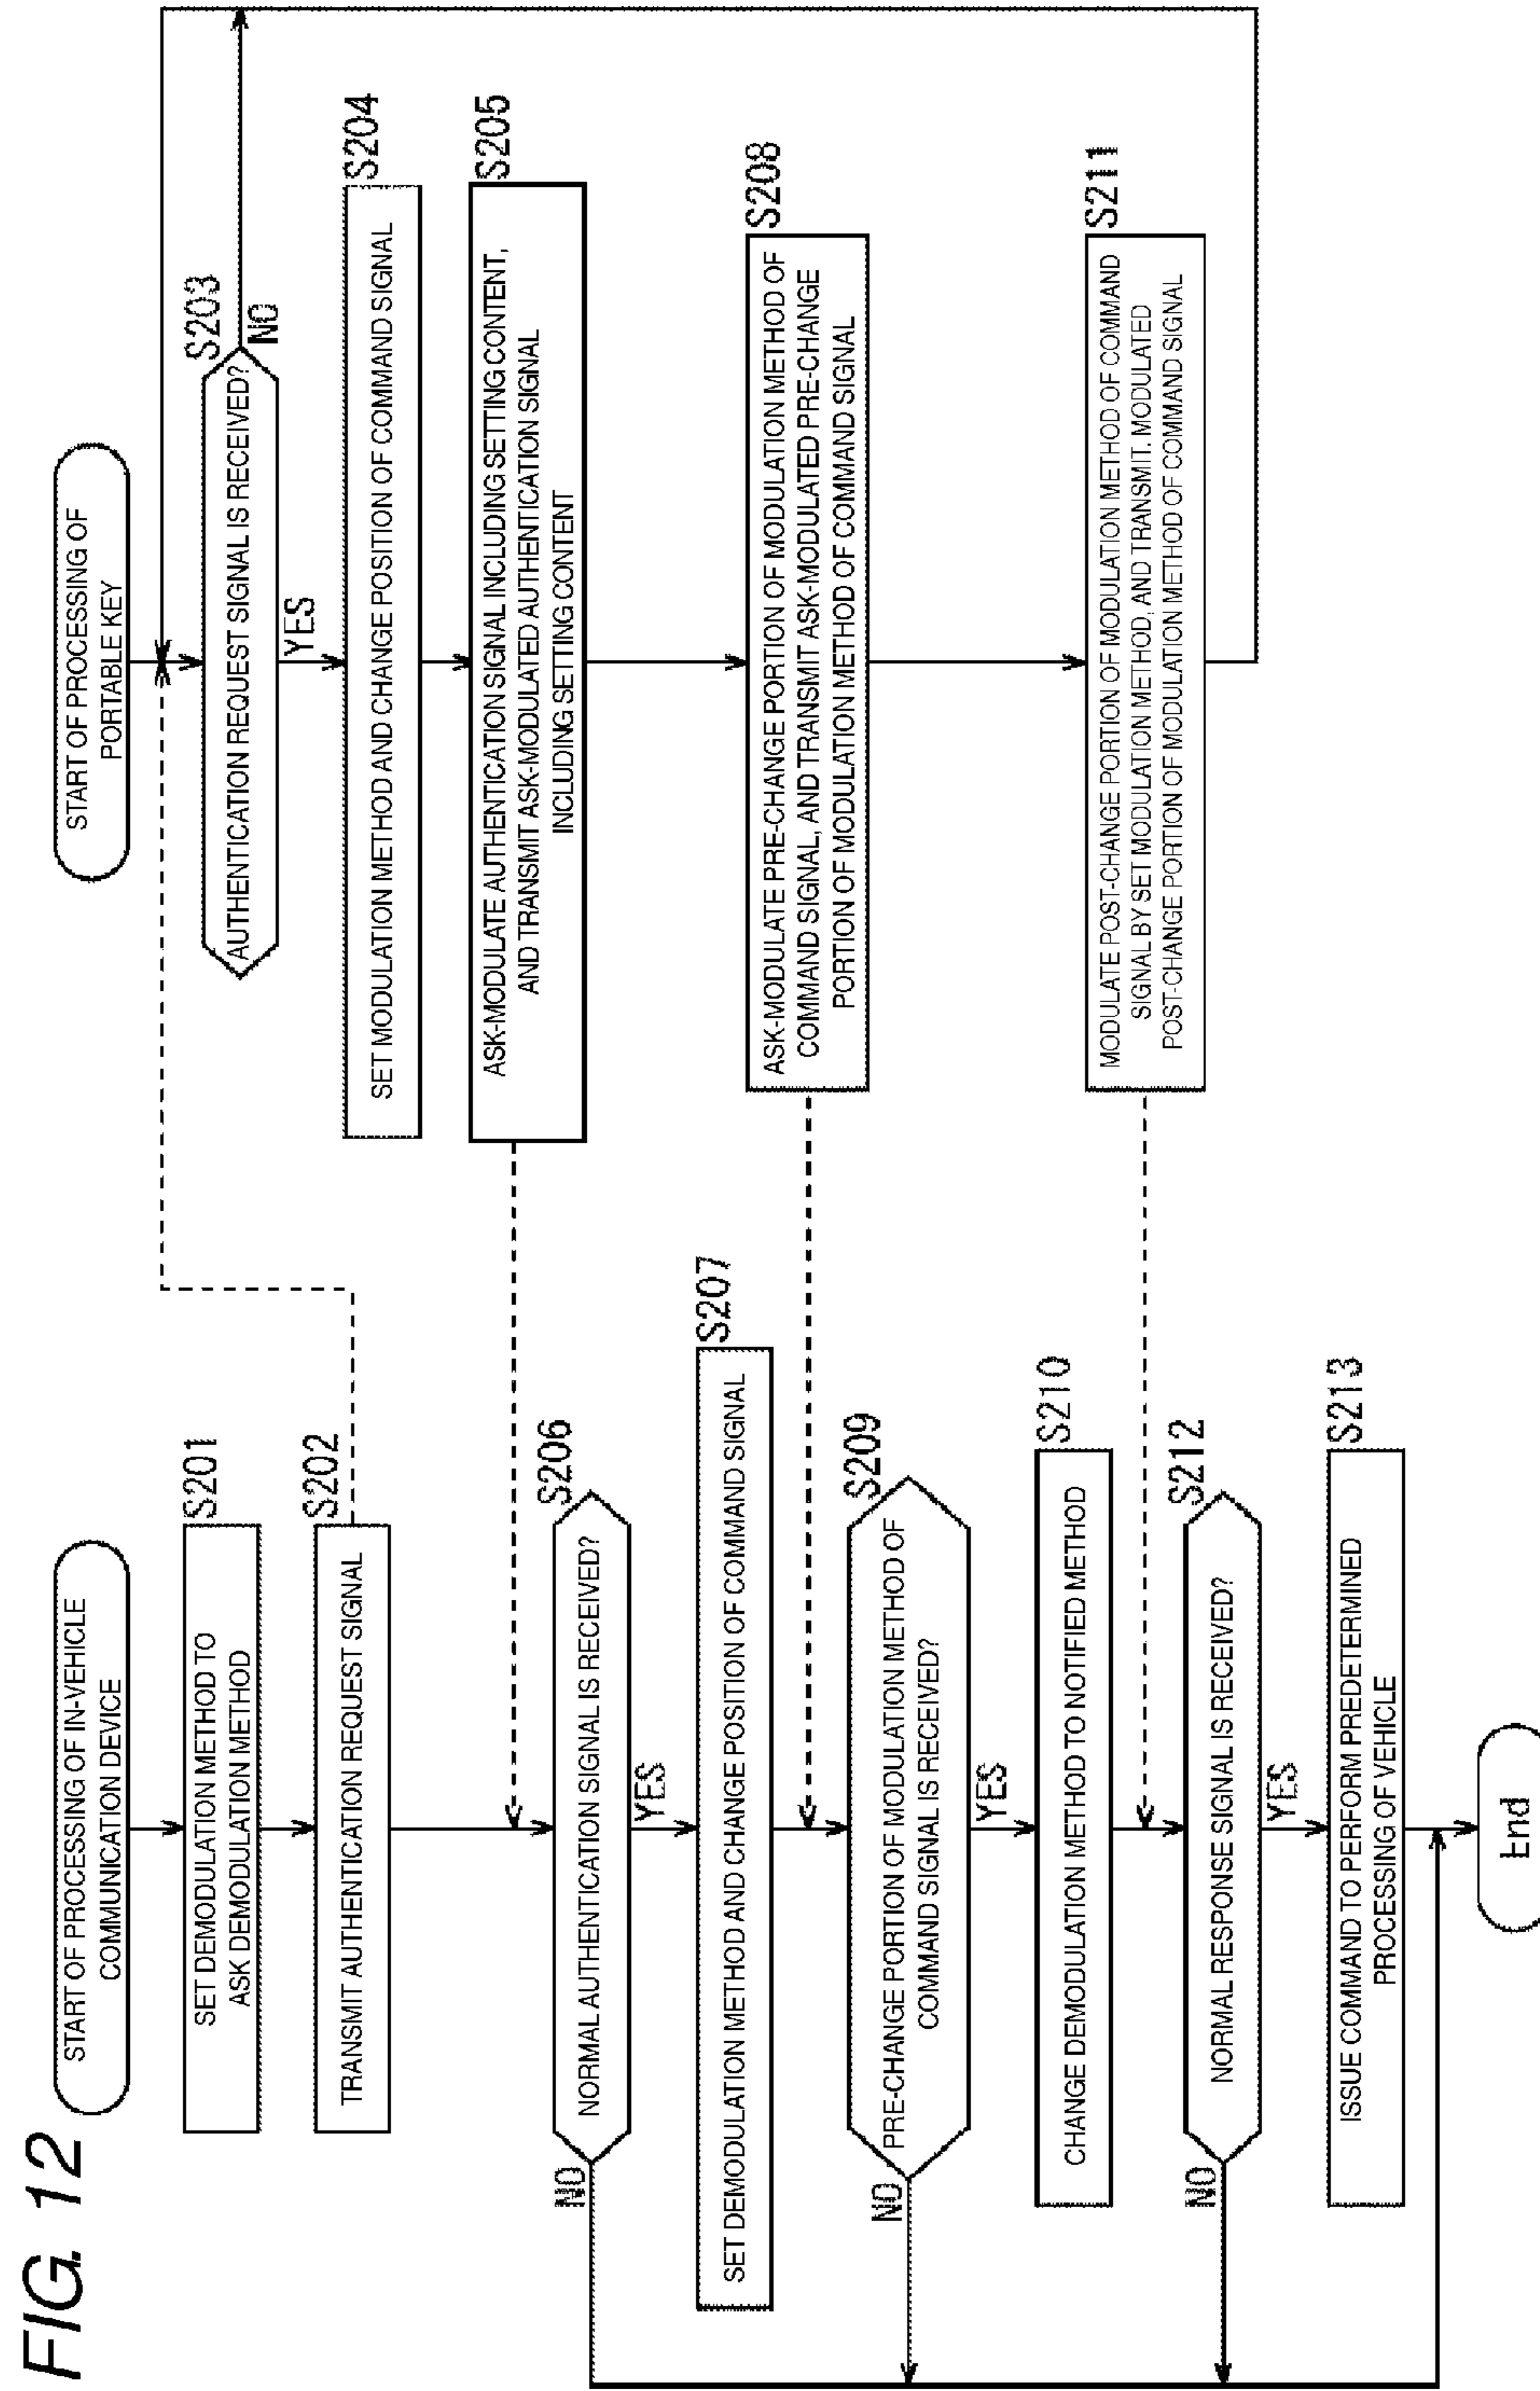 FIG. 12
START OF PROCESSING OF IN-VEHICLE
COMMUNICATION DEVICE
S201
SET DEMODULATION METHOD TO
ASK DEMODULATION METHOD
S202
TRANSMIT AUTHENTICATION REQUEST SIGNAL
S206
NORMAL AUTHENTICATION SIGNAL IS RECEIVED?
NO
YES
S207
SET DEMODULATION METHOD AND CHANGE POSITION OF COMMAND SIGNAL
S209
PRE-CHANGE PORTION OF MODULATION METHOD OF
COMMAND SIGNAL IS RECEIVED?
NO
YES
S210
CHANGE DEMODULATION METHOD TO NOTIFIED METHOD
S212
NORMAL RESPONSE SIGNAL IS RECEIVED?
NO
YES
S213
ISSUE COMMAND TO PERFORM PREDETERMINED
PROCESSING OF VEHICLE
End
START OF PROCESSING OF
PORTABLE KEY
S203
AUTHENTICATION REQUEST SIGNAL IS RECEIVED?
NO
YES
S204
SET MODULATION METHOD AND CHANGE POSITION OF COMMAND SIGNAL
S205
ASK-MODULATE AUTHENTICATION SIGNAL INCLUDING SETTING CONTENT,
AND TRANSMIT ASK-MODULATED AUTHENTICATION SIGNAL
INCLUDING SETTING CONTENT
S208
ASK-MODULATE PRE-CHANGE PORTION OF MODULATION METHOD OF
COMMAND SIGNAL, AND TRANSMIT ASK-MODULATED PRE-CHANGE
PORTION OF MODULATION METHOD OF COMMAND SIGNAL
S211
MODULATE POST-CHANGE PORTION OF MODULATION METHOD OF COMMAND
SIGNAL BY SET MODULATION METHOD, AND TRANSMIT. MODULATED
POST-CHANGE PORTION OF MODULATION METHOD OF COMMAND SIGNAL